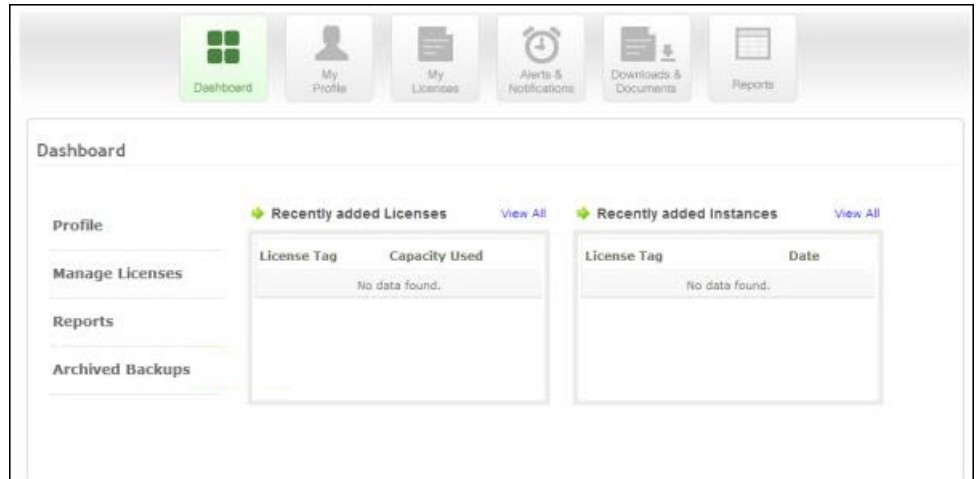 Dashboard
My
Profile
My
Licenses
Alerts &
Notifications
Downloads &
Documents
Reports
Dashboard
Profile
Manage Licenses
Reports
Archived Backups
Recently added Licenses View All
License Tag Capacity Used
No data found.
Recently added Instances View All
License Tag Date
No data found.